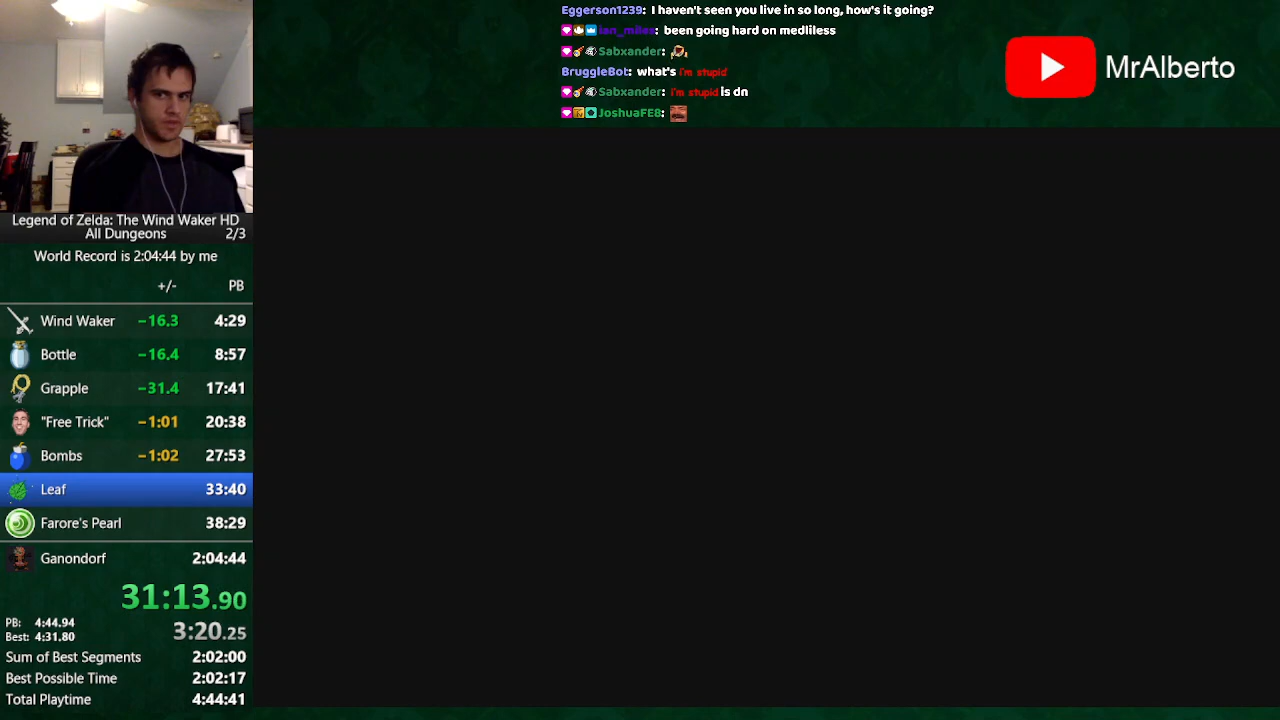 Eggerson1239: I haven't seen you live in so long, how's it going?
ian_miles: been going hard on medliless
Sabxander:
BruggleBot: what's i'm stupid
Sabxander: i'm stupid is dn
JoshuaFE8:
MrAlberto
Legend of Zelda: The Wind Waker HD
All Dungeons 2/3
World Record is 2:04:44 by me
+/- PB
Wind Waker −16.3 4:29
Bottle −16.4 8:57
Grapple −31.4 17:41
"Free Trick" −1:01 20:38
Bombs −1:02 27:53
Leaf 33:40
Farore's Pearl 38:29
Ganondorf 2:04:44
31:13.90
PB: 4:44.94
Best: 4:31.80
3:20.25
Sum of Best Segments 2:02:00
Best Possible Time 2:02:17
Total Playtime 4:44:41